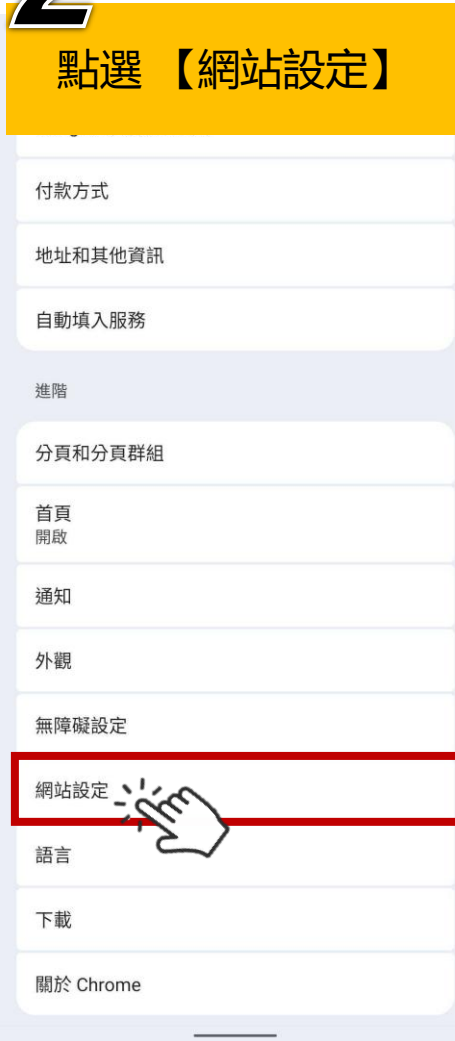 2
點選 【網站設定】
付款方式
地址和其他資訊
自動填入服務
進階
分頁和分頁群組
首頁
開啟
通知
外觀
無障礙設定
網站設定
語言
下載
關於 Chrome